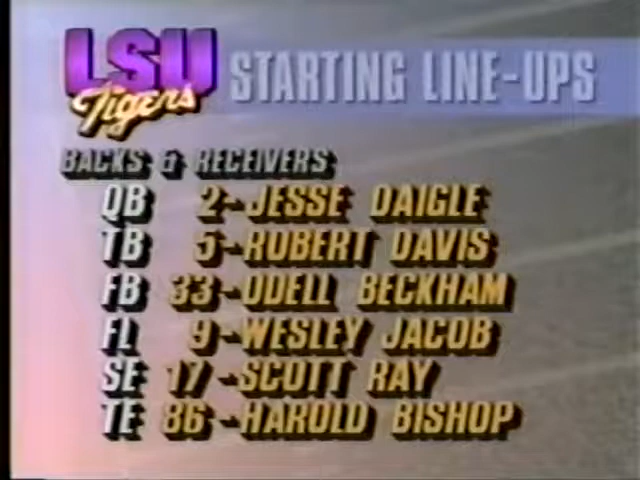 LSU
Tigers
STARTING LINE-UPS
BACKS & RECEIVERS
QB 2-JESSE DAIGLE
TB 5-ROBERT DAVIS
FB 33-ODELL BECKHAM
FL 9-WESLEY JACOB
SE 17-SCOTT RAY
TE 86-HAROLD BISHOP